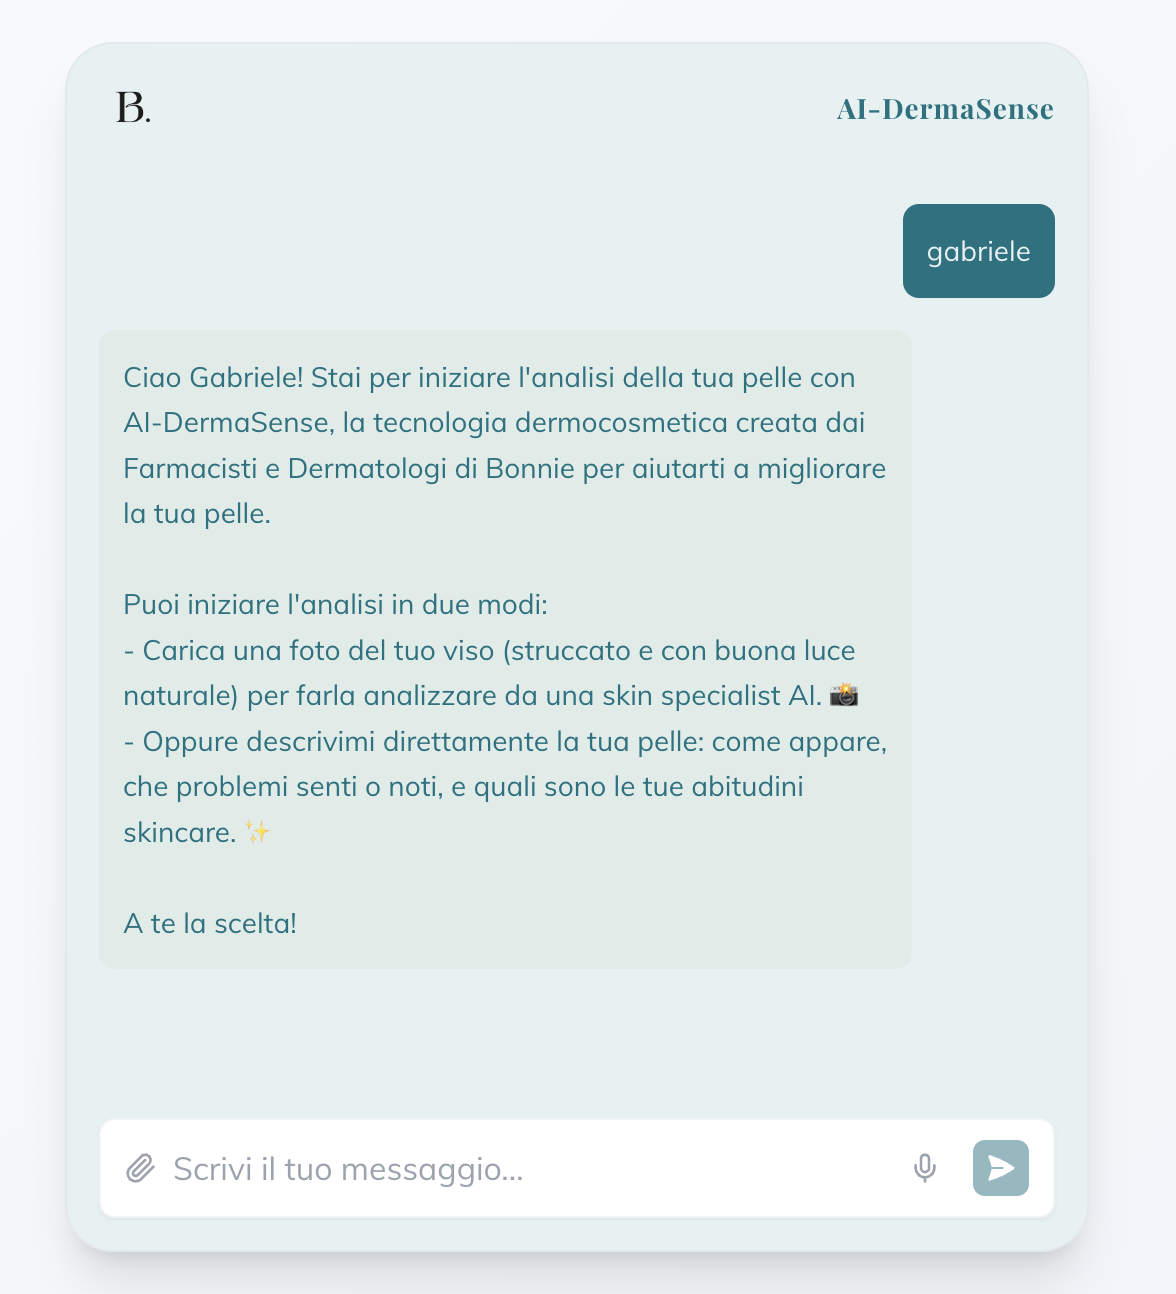 B.
AI-DermaSense
gabriele
Ciao Gabriele! Stai per iniziare l'analisi della tua pelle con
AI-DermaSense, la tecnologia dermocosmetica creata dai
Farmacisti e Dermatologi di Bonnie per aiutarti a migliorare
la tua pelle.
Puoi iniziare l'analisi in due modi:
- Carica una foto del tuo viso (struccato e con buona luce
naturale) per farla analizzare da una skin specialist AI. 📸
- Oppure descrivimi direttamente la tua pelle: come appare,
che problemi senti o noti, e quali sono le tue abitudini
skincare. ✨
A te la scelta!
Scrivi il tuo messaggio...